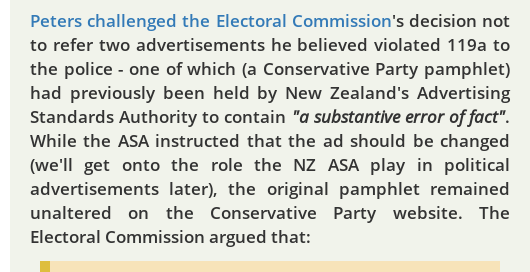 Peters challenged the Electoral Commission's decision not
to refer two advertisements he believed violated 119a to
the police - one of which (a Conservative Party pamphlet)
had previously been held by New Zealand's Advertising
Standards Authority to contain "a substantive error of fact".
While the ASA instructed that the ad should be changed
(we'll get onto the role the NZ ASA play in political
advertisements later), the original pamphlet remained
unaltered on the Conservative Party website. The
Electoral Commission argued that: